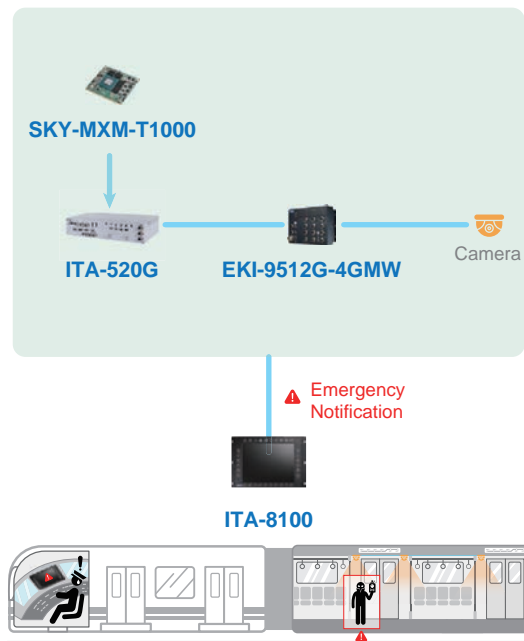 SKY-MXM-T1000
ITA-520G
EKI-9512G-4GMW
Camera
Emergency
Notification
ITA-8100